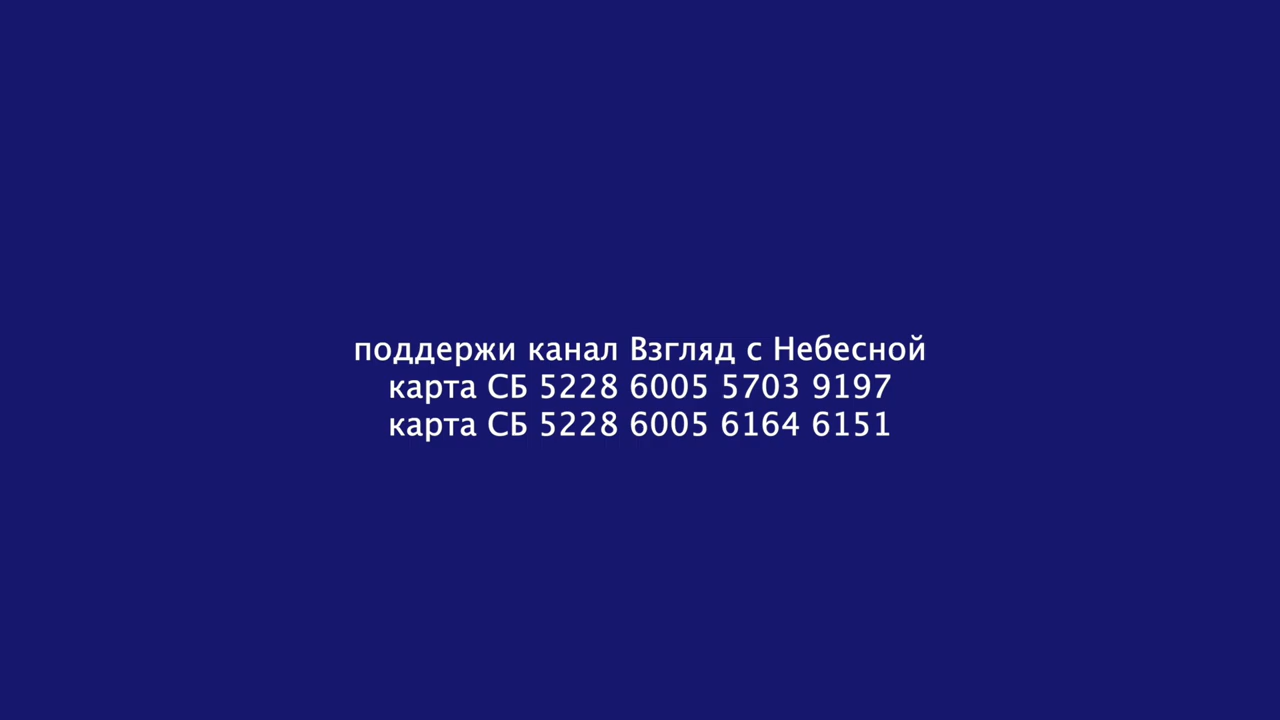 поддержи канал Взгляд с Небесной
карта СБ 5228 6005 5703 9197
карта СБ 5228 6005 6164 6151